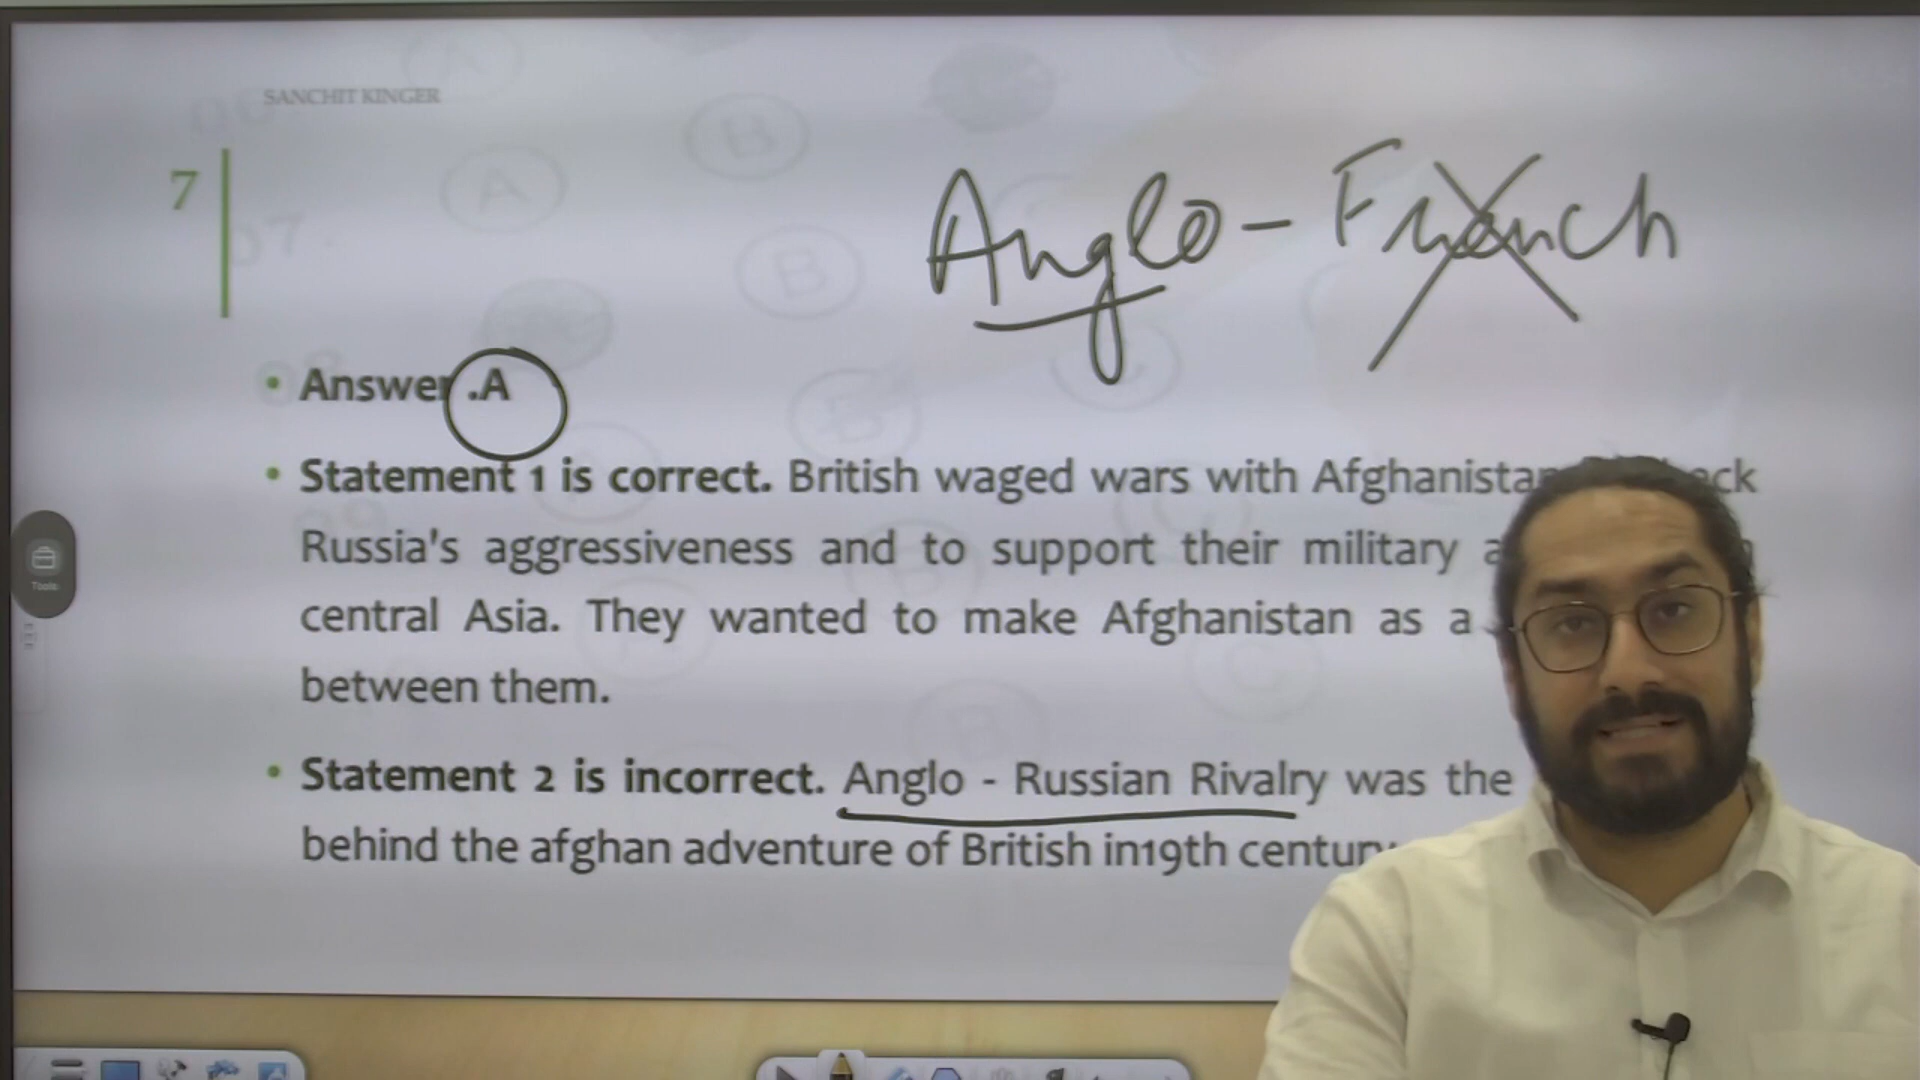 SANCHIT KINGER
Anglo - French
7
• Answer .A
• Statement 1 is correct. British waged wars with Afghanistan
Russia's aggressiveness and to support their military
central Asia. They wanted to make Afghanistan as a
between them.
• Statement 2 is incorrect. Anglo - Russian Rivalry was the
behind the afghan adventure of British in19th century
Tools